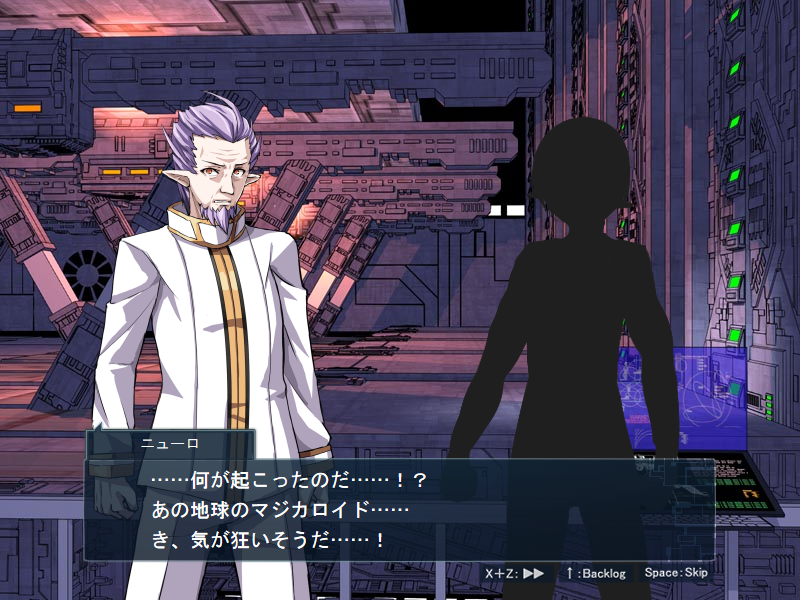 ニューロ
……何が起こったのだ……！？
あの地球のマジカロイド……
き、気が狂いそうだ……！
X+Z:▶▶ ↑:Backlog Space:Skip